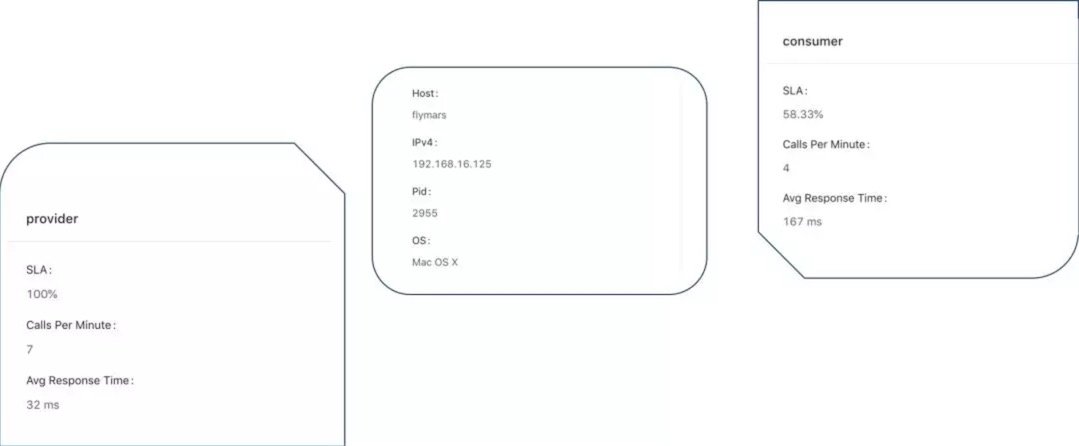 provider
SLA:
100%
Calls Per Minute:
7
Avg Response Time:
32 ms
Host:
flymars
IPv4:
192.168.16.125
Pid:
2955
OS:
Mac OS X
consumer
SLA:
58.33%
Calls Per Minute:
4
Avg Response Time:
167 ms